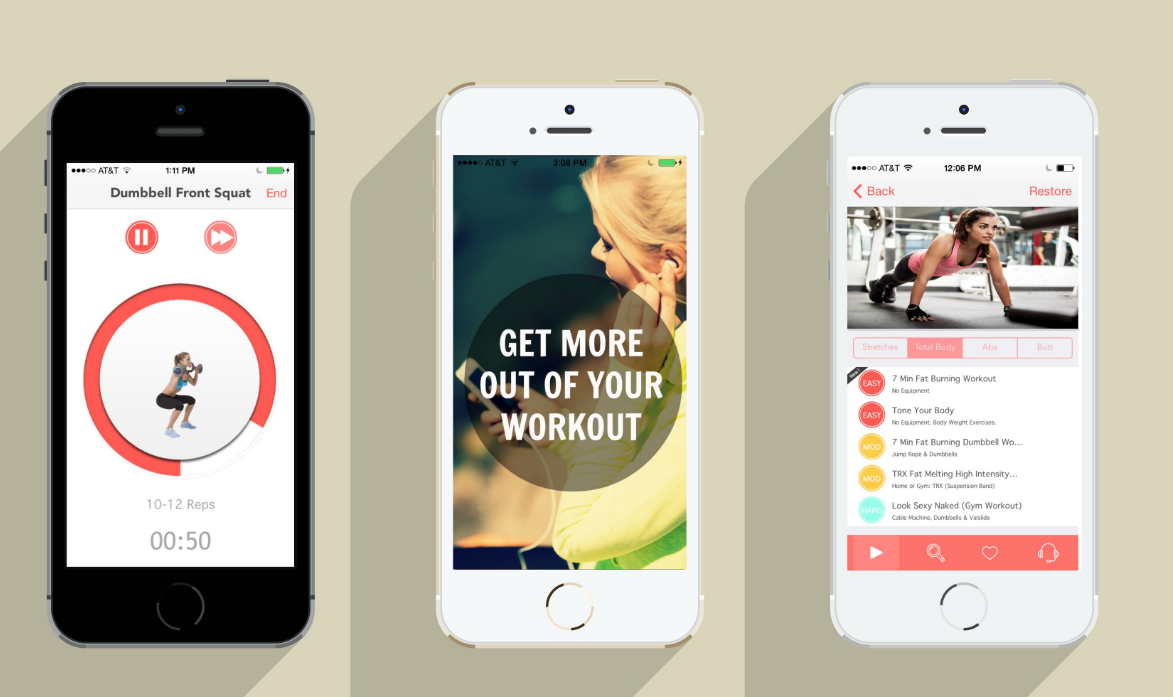 AT&T 1:11 PM
Dumbbell Front Squat End
10-12 Reps
00:50
AT&T 3:08 PM
GET MORE
OUT OF YOUR
WORKOUT
AT&T 12:06 PM
Back Restore
Stretches Total Body Abs Butt
New!
EASY 7 Min Fat Burning Workout
No Equipment
EASY Tone Your Body
No Equipment. Body Weight Exercises.
MOD 7 Min Fat Burning Dumbbell Wo...
Jump Rope & Dumbbells
MOD TRX Fat Melting High Intensity...
Home or Gym: TRX (Suspension Band)
HARD Look Sexy Naked (Gym Workout)
Cable Machine, Dumbbells & Valslide